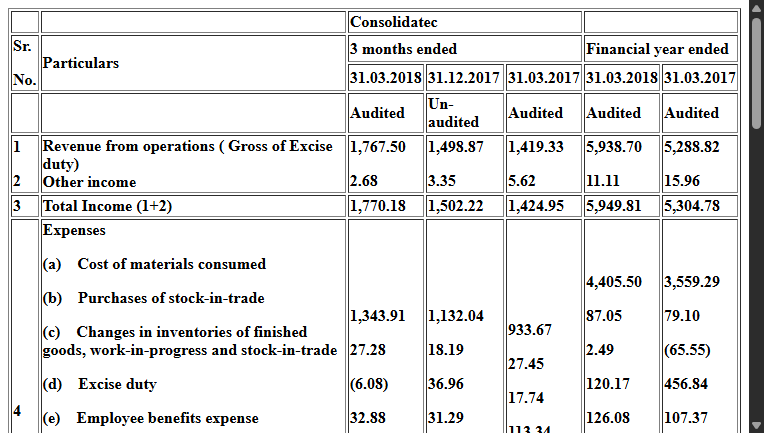 Consolidatec
Sr. No. Particulars 3 months ended Financial year ended
31.03.2018 31.12.2017 31.03.2017 31.03.2018 31.03.2017
Audited Un-audited Audited Audited Audited
1 Revenue from operations ( Gross of Excise duty) 1,767.50 1,498.87 1,419.33 5,938.70 5,288.82
2 Other income 2.68 3.35 5.62 11.11 15.96
3 Total Income (1+2) 1,770.18 1,502.22 1,424.95 5,949.81 5,304.78
Expenses
(a) Cost of materials consumed
4,405.50 3,559.29
(b) Purchases of stock-in-trade
1,343.91 1,132.04 87.05 79.10
(c) Changes in inventories of finished
933.67
goods, work-in-progress and stock-in-trade 27.28 18.19 2.49 (65.55)
27.45
(d) Excise duty (6.08) 36.96 120.17 456.84
17.74
4 (e) Employee benefits expense 32.88 31.29 126.08 107.37
113.34